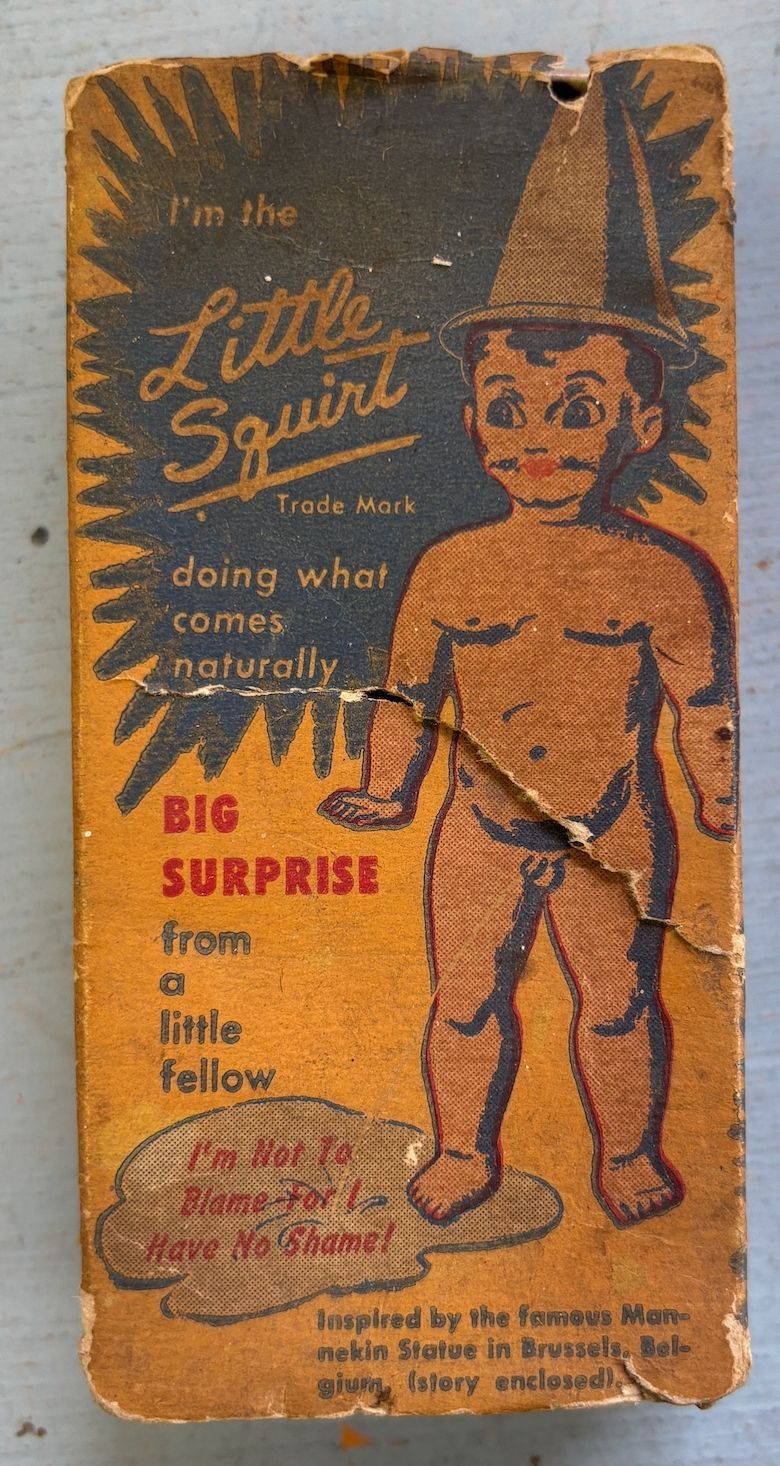 I'm the
Little
Squirt
Trade Mark
doing what
comes
naturally
BIG
SURPRISE
from
a
little
fellow
I'm Not To
Blame For I
Have No Shame!
Inspired by the famous Man-
nekin Statue in Brussels, Bel-
gium, (story enclosed).